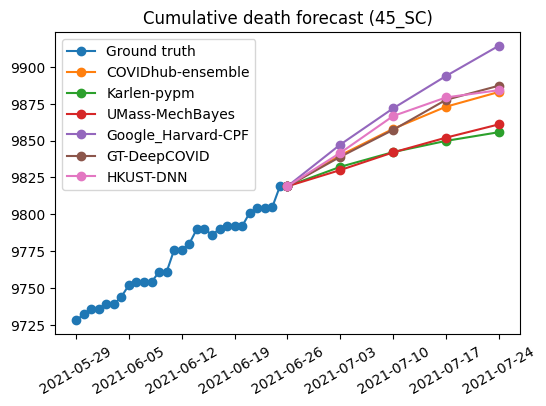 Cumulative death forecast (45_SC)
Ground truth
COVIDhub-ensemble
Karlen-pypm
UMass-MechBayes
Google_Harvard-CPF
GT-DeepCOVID
HKUST-DNN
9900
9875
9850
9825
9800
9775
9750
9725
2021-05-29
2021-06-05
2021-06-12
2021-06-19
2021-06-26
2021-07-03
2021-07-10
2021-07-17
2021-07-24